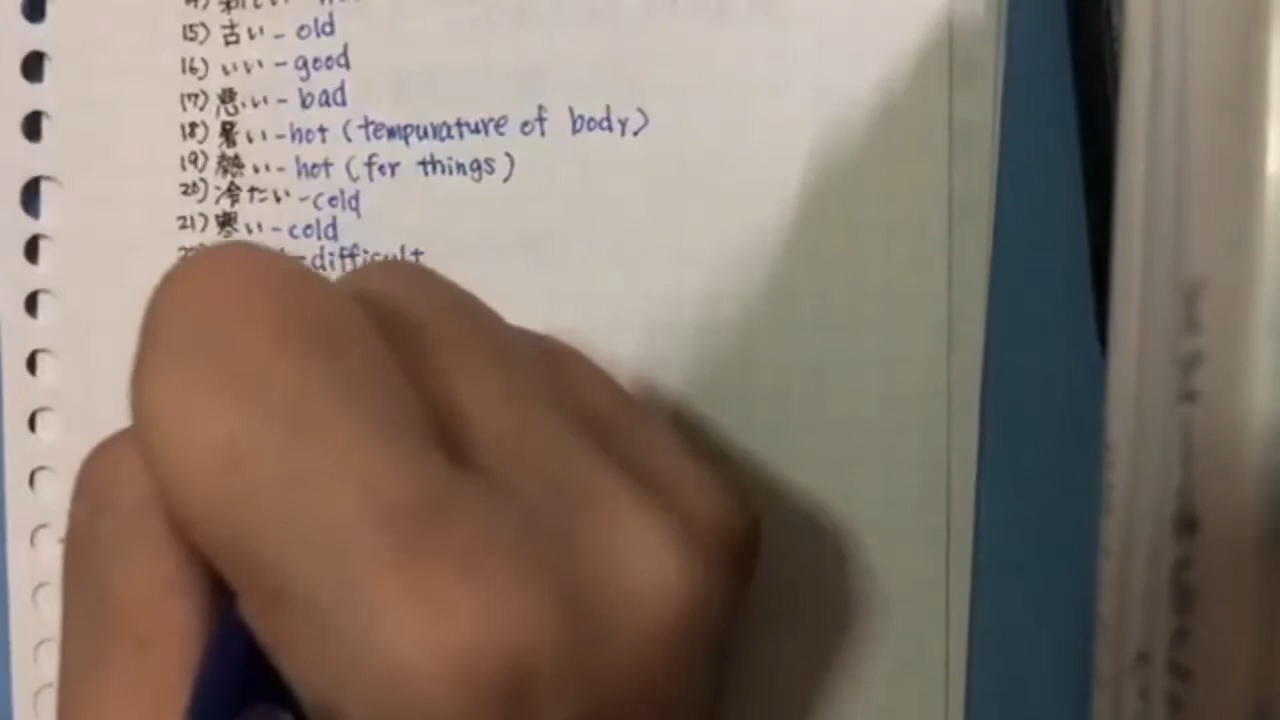 15) 古い - old
16) いい - good
17) 悪い - bad
18) 暑い - hot (tempurature of body)
19) 熱い - hot (for things)
20) 冷たい - cold
21) 寒い - cold
- difficult